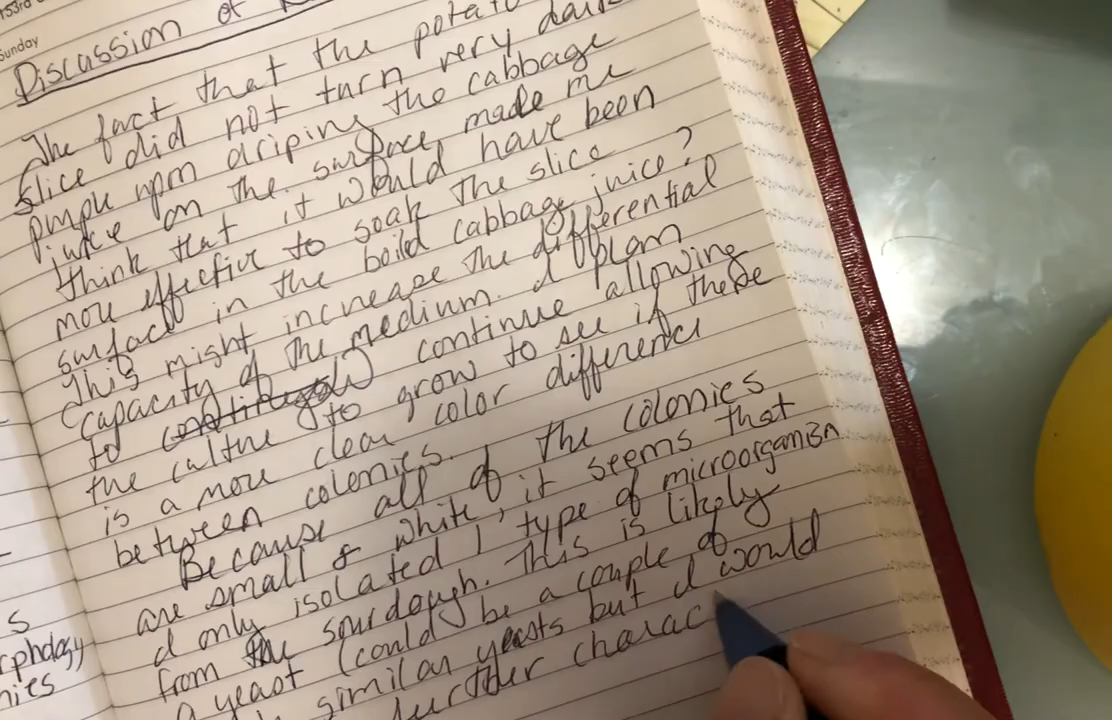 153rd
Sunday
Discussion of
The fact that the potato
slice did not turn very dark
purple upon driping the cabbage
juice on the surface, made me
think that it would have been
more effective to soak the slice
surface in the boild cabbage juice?
This might increase the differential
capacity of the medium. I plan
to continue allowing
the caltue to grow to see if these
is a more clear color difference
between colonies.
Because all of the colonies
are small & white, it seems that
I only isolated 1 type of microorganism
from the sourdough. This is likely
a yeast (could be a couple of
similar yeasts but I would
further charac
s
rphology
nies